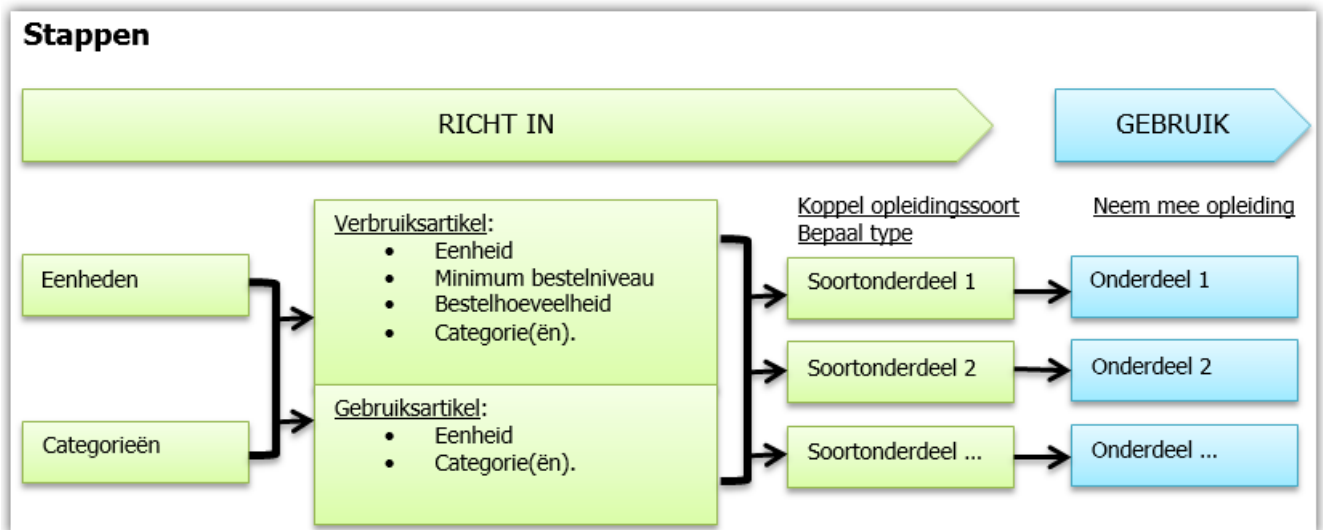 Stappen
RICHT IN
GEBRUIK
Eenheden
Categorieën
Verbruiksartikel:
• Eenheid
• Minimum bestelniveau
• Bestelhoeveelheid
• Categorie(ën).
Gebruiksartikel:
• Eenheid
• Categorie(ën).
Koppel opleidingssoort
Bepaal type
Soortonderdeel 1
Soortonderdeel 2
Soortonderdeel ...
Neem mee opleiding
Onderdeel 1
Onderdeel 2
Onderdeel ...